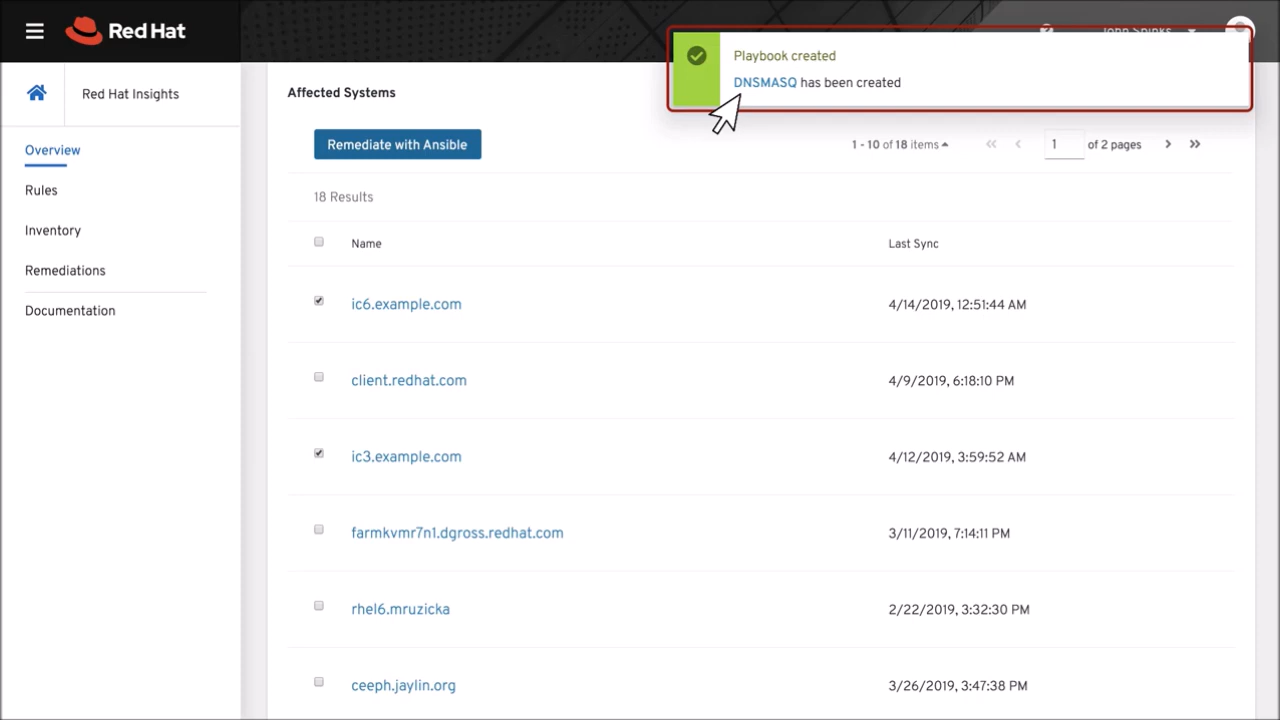 Red Hat
John Spinks
Playbook created
DNSMASQ has been created
Red Hat Insights
Overview
Rules
Inventory
Remediations
Documentation
Affected Systems
Remediate with Ansible
1 - 10 of 18 items
1 of 2 pages
18 Results
Name Last Sync
ic6.example.com 4/14/2019, 12:51:44 AM
client.redhat.com 4/9/2019, 6:18:10 PM
ic3.example.com 4/12/2019, 3:59:52 AM
farmkvmr7n1.dgross.redhat.com 3/11/2019, 7:14:11 PM
rhel6.mruzicka 2/22/2019, 3:32:30 PM
ceeph.jaylin.org 3/26/2019, 3:47:38 PM